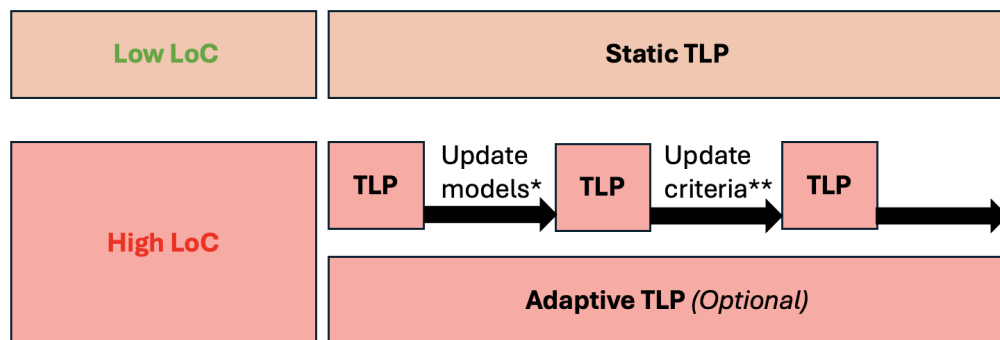 Low LoC
Static TLP
High LoC
TLP
Update
models*
TLP
Update
criteria**
TLP
Adaptive TLP (Optional)